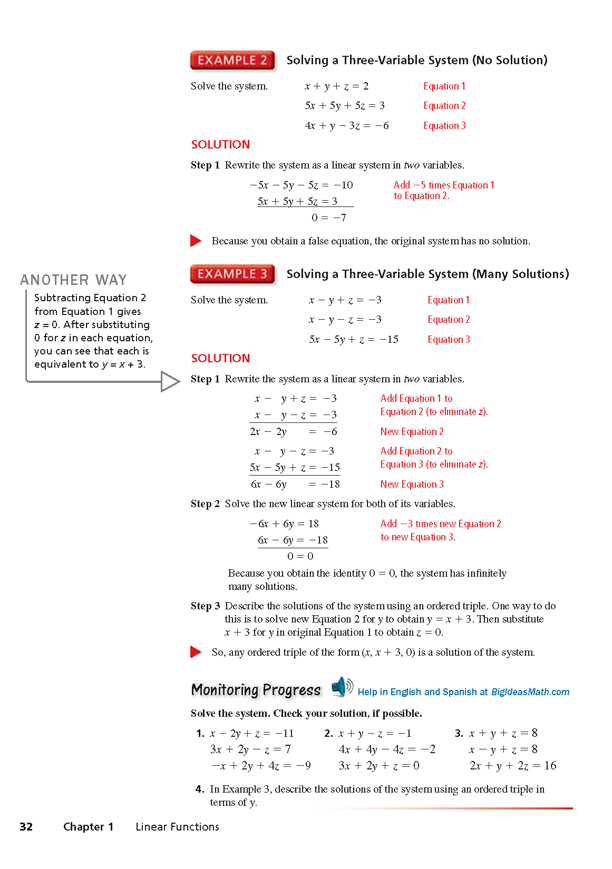 EXAMPLE 2 Solving a Three-Variable System (No Solution)
Solve the system. x + y + z = 2 Equation 1
5x + 5y + 5z = 3 Equation 2
4x + y − 3z = −6 Equation 3
SOLUTION
Step 1 Rewrite the system as a linear system in two variables.
−5x − 5y − 5z = −10 Add −5 times Equation 1
5x + 5y + 5z = 3 to Equation 2.
0 = −7
Because you obtain a false equation, the original system has no solution.
ANOTHER WAY
Subtracting Equation 2
from Equation 1 gives
z = 0. After substituting
0 for z in each equation,
you can see that each is
equivalent to y = x + 3.
EXAMPLE 3 Solving a Three-Variable System (Many Solutions)
Solve the system. x − y + z = −3 Equation 1
x − y − z = −3 Equation 2
5x − 5y + z = −15 Equation 3
SOLUTION
Step 1 Rewrite the system as a linear system in two variables.
x − y + z = −3 Add Equation 1 to
x − y − z = −3 Equation 2 (to eliminate z).
2x − 2y = −6 New Equation 2
x − y − z = −3 Add Equation 2 to
5x − 5y + z = −15 Equation 3 (to eliminate z).
6x − 6y = −18 New Equation 3
Step 2 Solve the new linear system for both of its variables.
−6x + 6y = 18 Add −3 times new Equation 2
6x − 6y = −18 to new Equation 3.
0 = 0
Because you obtain the identity 0 = 0, the system has infinitely
many solutions.
Step 3 Describe the solutions of the system using an ordered triple. One way to do
this is to solve new Equation 2 for y to obtain y = x + 3. Then substitute
x + 3 for y in original Equation 1 to obtain z = 0.
So, any ordered triple of the form (x, x + 3, 0) is a solution of the system.
Monitoring Progress Help in English and Spanish at BigIdeasMath.com
Solve the system. Check your solution, if possible.
1. x − 2y + z = −11 2. x + y − z = −1 3. x + y + z = 8
3x + 2y − z = 7 4x + 4y − 4z = −2 x − y + z = 8
−x + 2y + 4z = −9 3x + 2y + z = 0 2x + y + 2z = 16
4. In Example 3, describe the solutions of the system using an ordered triple in
terms of y.
32 Chapter 1 Linear Functions